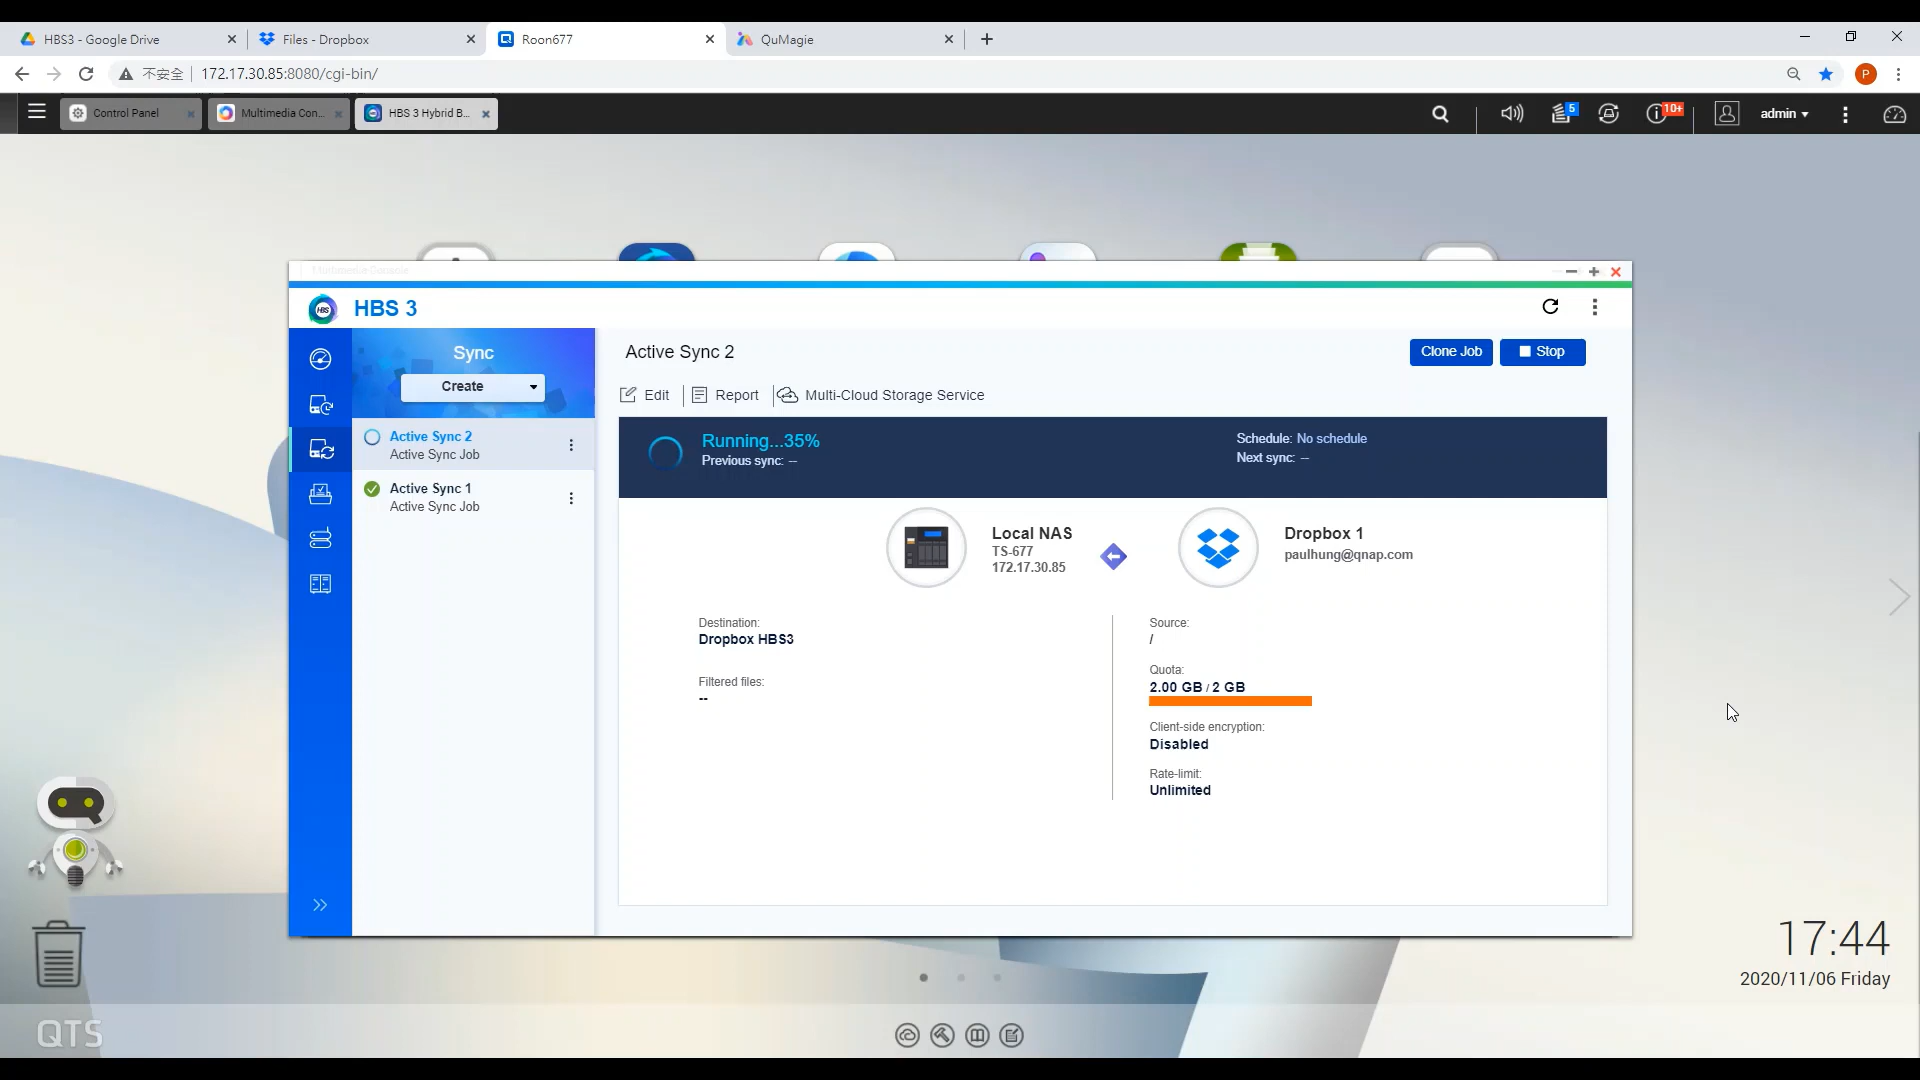 HBS3 - Google Drive
Files - Dropbox
Roon677
QuMagie
不安全
172.17.30.85:8080/cgi-bin/
P
Control Panel
Multimedia Con...
HBS 3 Hybrid B...
5
10+
admin
Multimedia Console
HBS
HBS 3
Sync
Create
Active Sync 2
Active Sync Job
Active Sync 1
Active Sync Job
Active Sync 2
Clone Job
Stop
Edit
Report
Multi-Cloud Storage Service
Running...35%
Previous sync: --
Schedule: No schedule
Next sync: --
Local NAS
TS-677
172.17.30.85
Dropbox 1
paulhung@qnap.com
Destination:
Dropbox HBS3
Filtered files:
--
Source:
/
Quota:
2.00 GB / 2 GB
Client-side encryption:
Disabled
Rate-limit:
Unlimited
17:44
2020/11/06 Friday
QTS